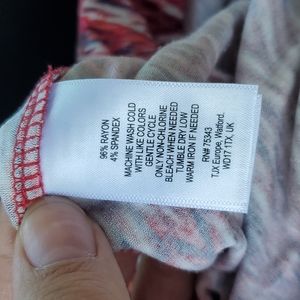 96% RAYON
4% SPANDEX
MACHINE WASH COLD
WITH LIKE COLORS
GENTLE CYCLE
ONLY NON-CHLORINE
BLEACH WHEN NEEDED
TUMBLE DRY LOW
WARM IRON IF NEEDED
RN# 75343
TJX Europe, Watford,
WD17 1TX, UK